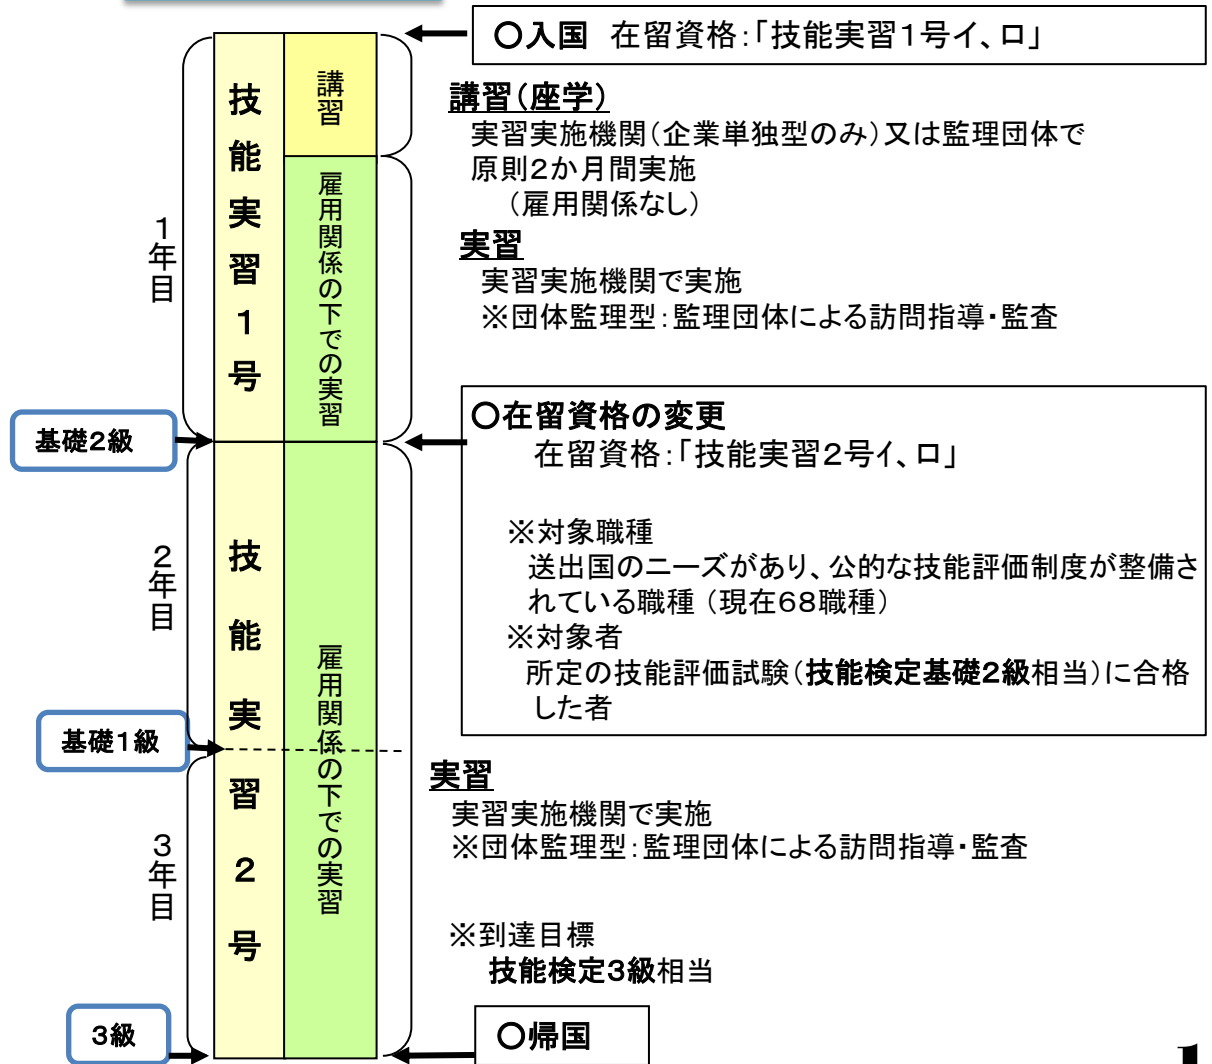 ○入国 在留資格：「技能実習１号イ、ロ」
技能実習１号
講習
講習（座学）
実習実施機関（企業単独型のみ）又は監理団体で
原則２か月間実施
（雇用関係なし）
１年目
雇用関係の下での実習
実習
実習実施機関で実施
※団体監理型：監理団体による訪問指導・監査
基礎２級
○在留資格の変更
在留資格：「技能実習２号イ、ロ」
※対象職種
送出国のニーズがあり、公的な技能評価制度が整備さ
れている職種（現在６８職種）
※対象者
所定の技能評価試験（技能検定基礎２級相当）に合格
した者
２年目
技能実習２号
雇用関係の下での実習
基礎１級
実習
実習実施機関で実施
※団体監理型：監理団体による訪問指導・監査
３年目
※到達目標
技能検定３級相当
３級
○帰国
1